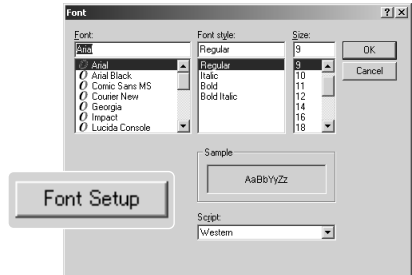 Font
Font: Font style: Size:
Arial Regular 9 OK
Arial Regular 9 Cancel
Arial Black Italic 10
Comic Sans MS Bold 11
Courier New Bold Italic 12
Georgia 14
Impact 16
Lucida Console 18
Sample
AaBbYyZz
Font Setup
Script:
Western